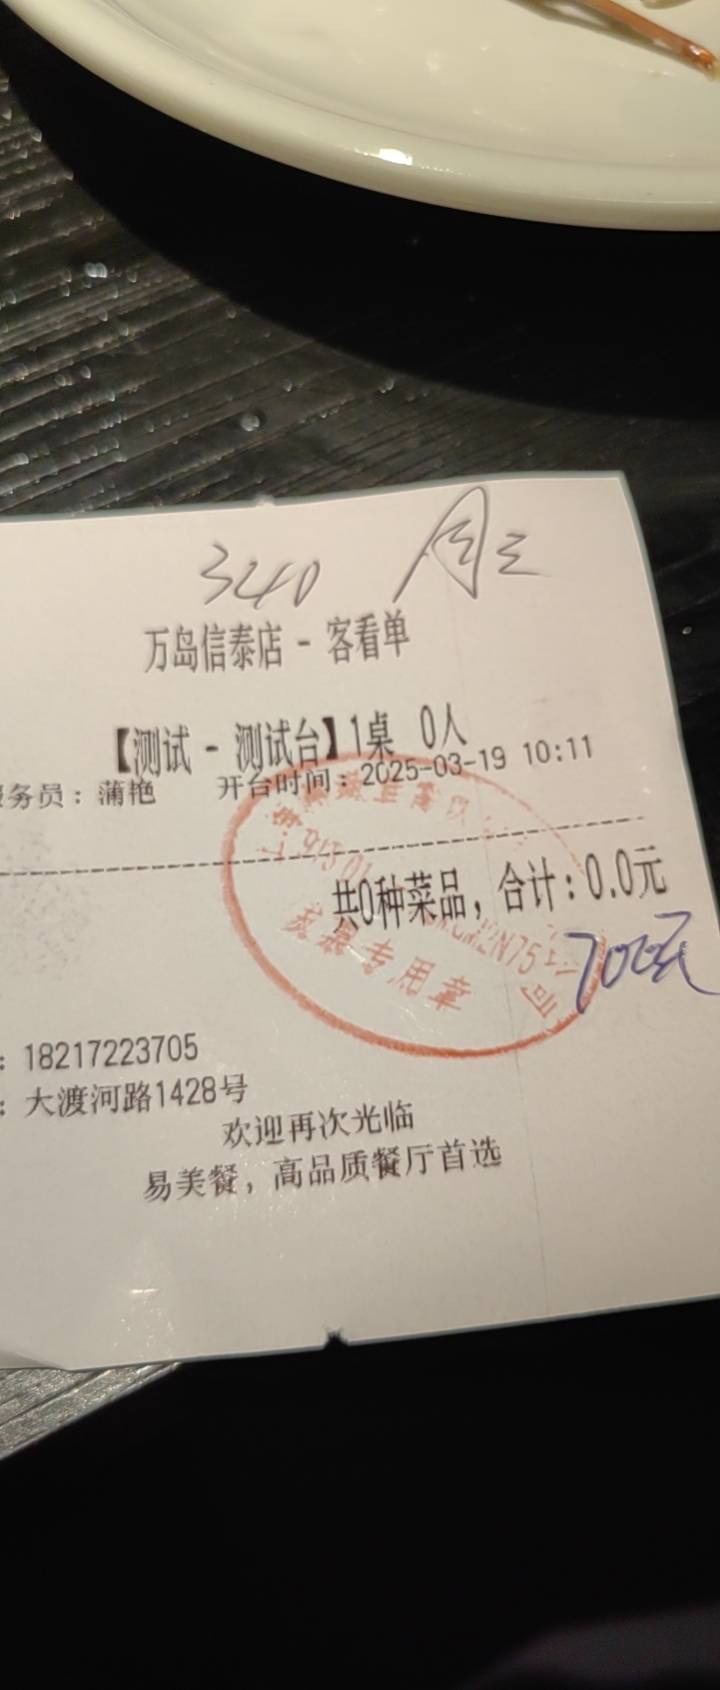 340 周三
万岛信泰店 - 客看单
【测试 - 测试台】1桌 0人
务员：蒲艳 开台时间：2025-03-19 10:11
共0种菜品，合计：0.0元
70元
发票专用章
：18217223705
：大渡河路1428号
欢迎再次光临
易美餐，高品质餐厅首选